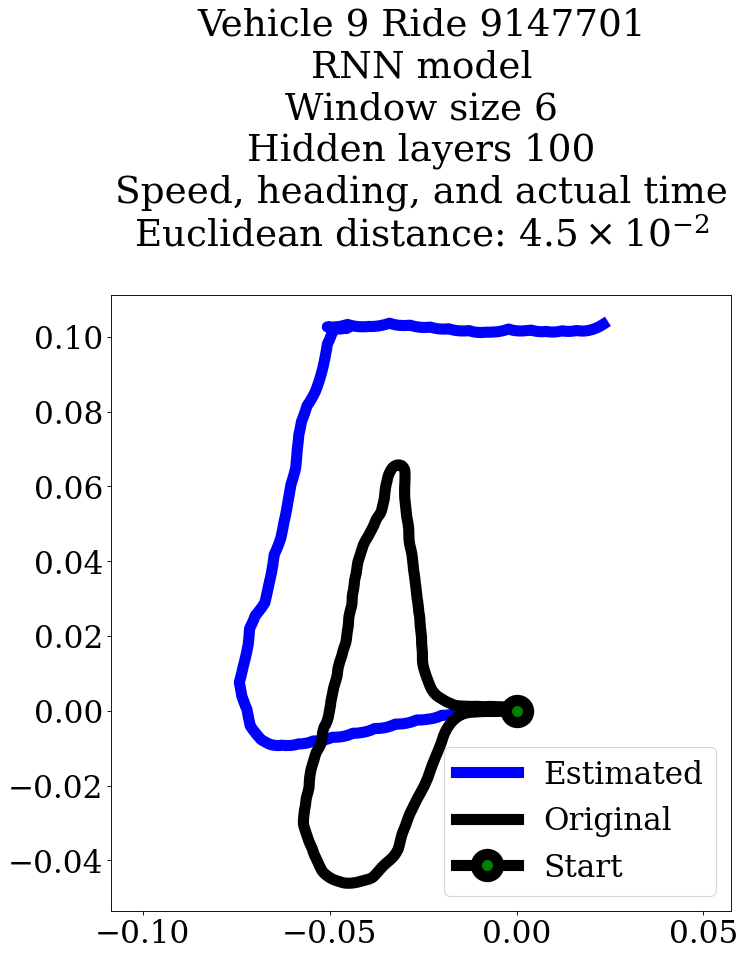 Vehicle 9 Ride 9147701
RNN model
Window size 6
Hidden layers 100
Speed, heading, and actual time
Euclidean distance: 4.5 × 10⁻²
0.10
0.08
0.06
0.04
0.02
0.00
−0.02
−0.04
Estimated
Original
Start
−0.10
−0.05
0.00
0.05